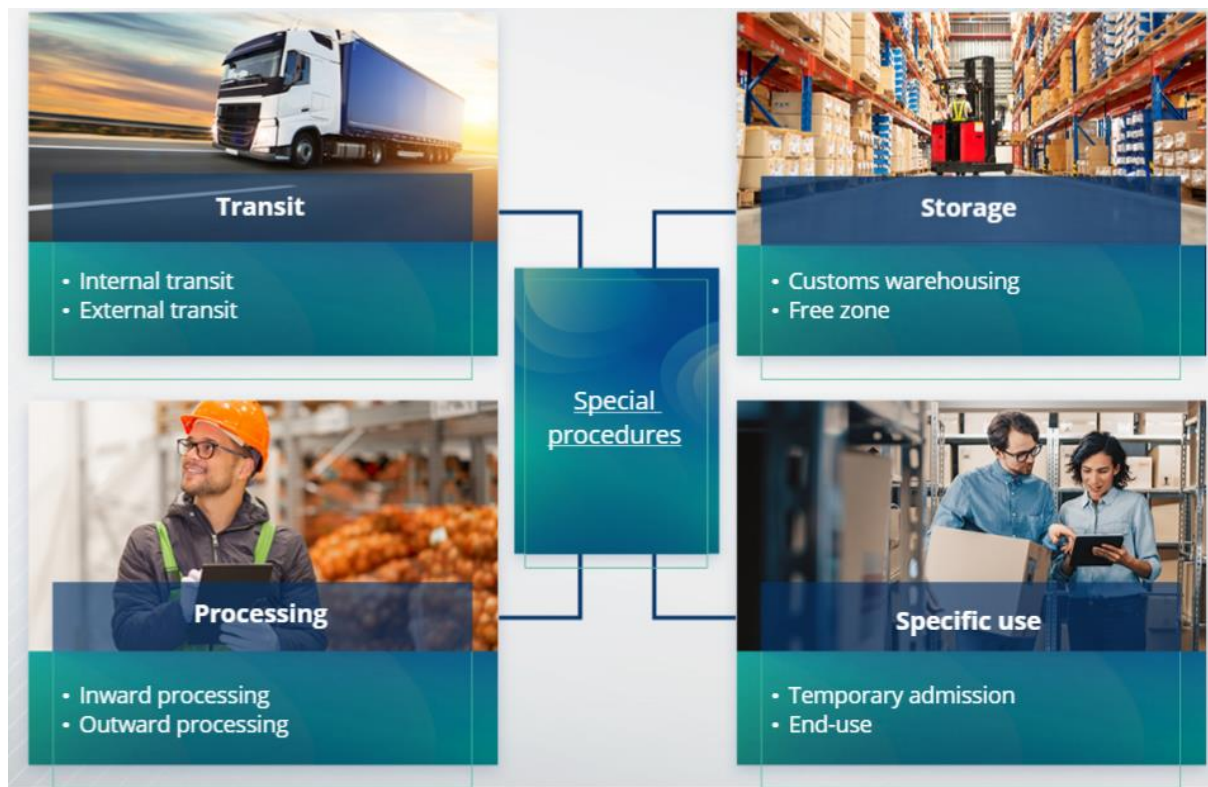 Transit
• Internal transit
• External transit
Storage
• Customs warehousing
• Free zone
Special
procedures
Processing
• Inward processing
• Outward processing
Specific use
• Temporary admission
• End-use